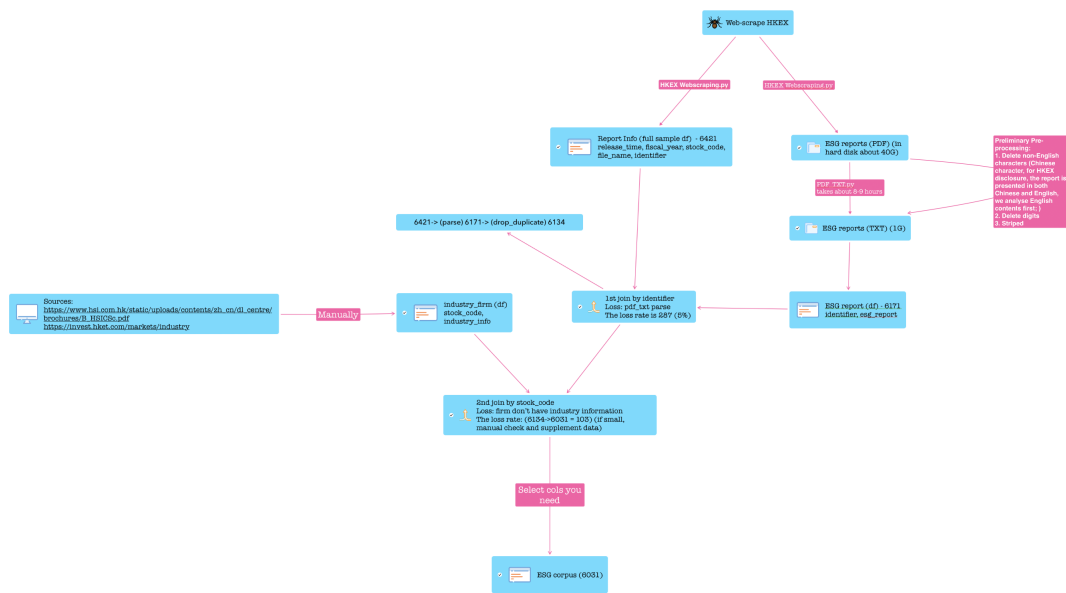 Web-scrape HKEX
HKEX Webscraping.py
HKEX Webscraping.py
Report Info (full sample df) - 6421
release_time, fiscal_year, stock_code,
file_name, identifier
ESG reports (PDF) (in
hard disk about 40G)
Preliminary Pre-
processing:
1. Delete non-English
characters (Chinese
character, for HKEX
disclosure, the report is
presented in both
Chinese and English,
we analyse English
contents first; )
2. Delete digits
3. Striped
PDF_TXT.py
takes about 8-9 hours
6421-> (parse) 6171-> (drop_duplicate) 6134
ESG reports (TXT) (1G)
Sources:
https://www.hsi.com.hk/static/uploads/contents/zh_cn/dl_centre/
brochures/B_HSICSc.pdf
https://invest.hket.com/markets/industry
Manually
industry_firm (df)
stock_code,
industry_info
1st join by identifier
Loss: pdf_txt parse
The loss rate is 287 (5%)
ESG report (df) - 6171
identifier, esg_report
2nd join by stock_code
Loss: firm don't have industry information
The loss rate: (6134->6031 = 103) (if small,
manual check and supplement data)
Select cols you
need
ESG corpus (6031)